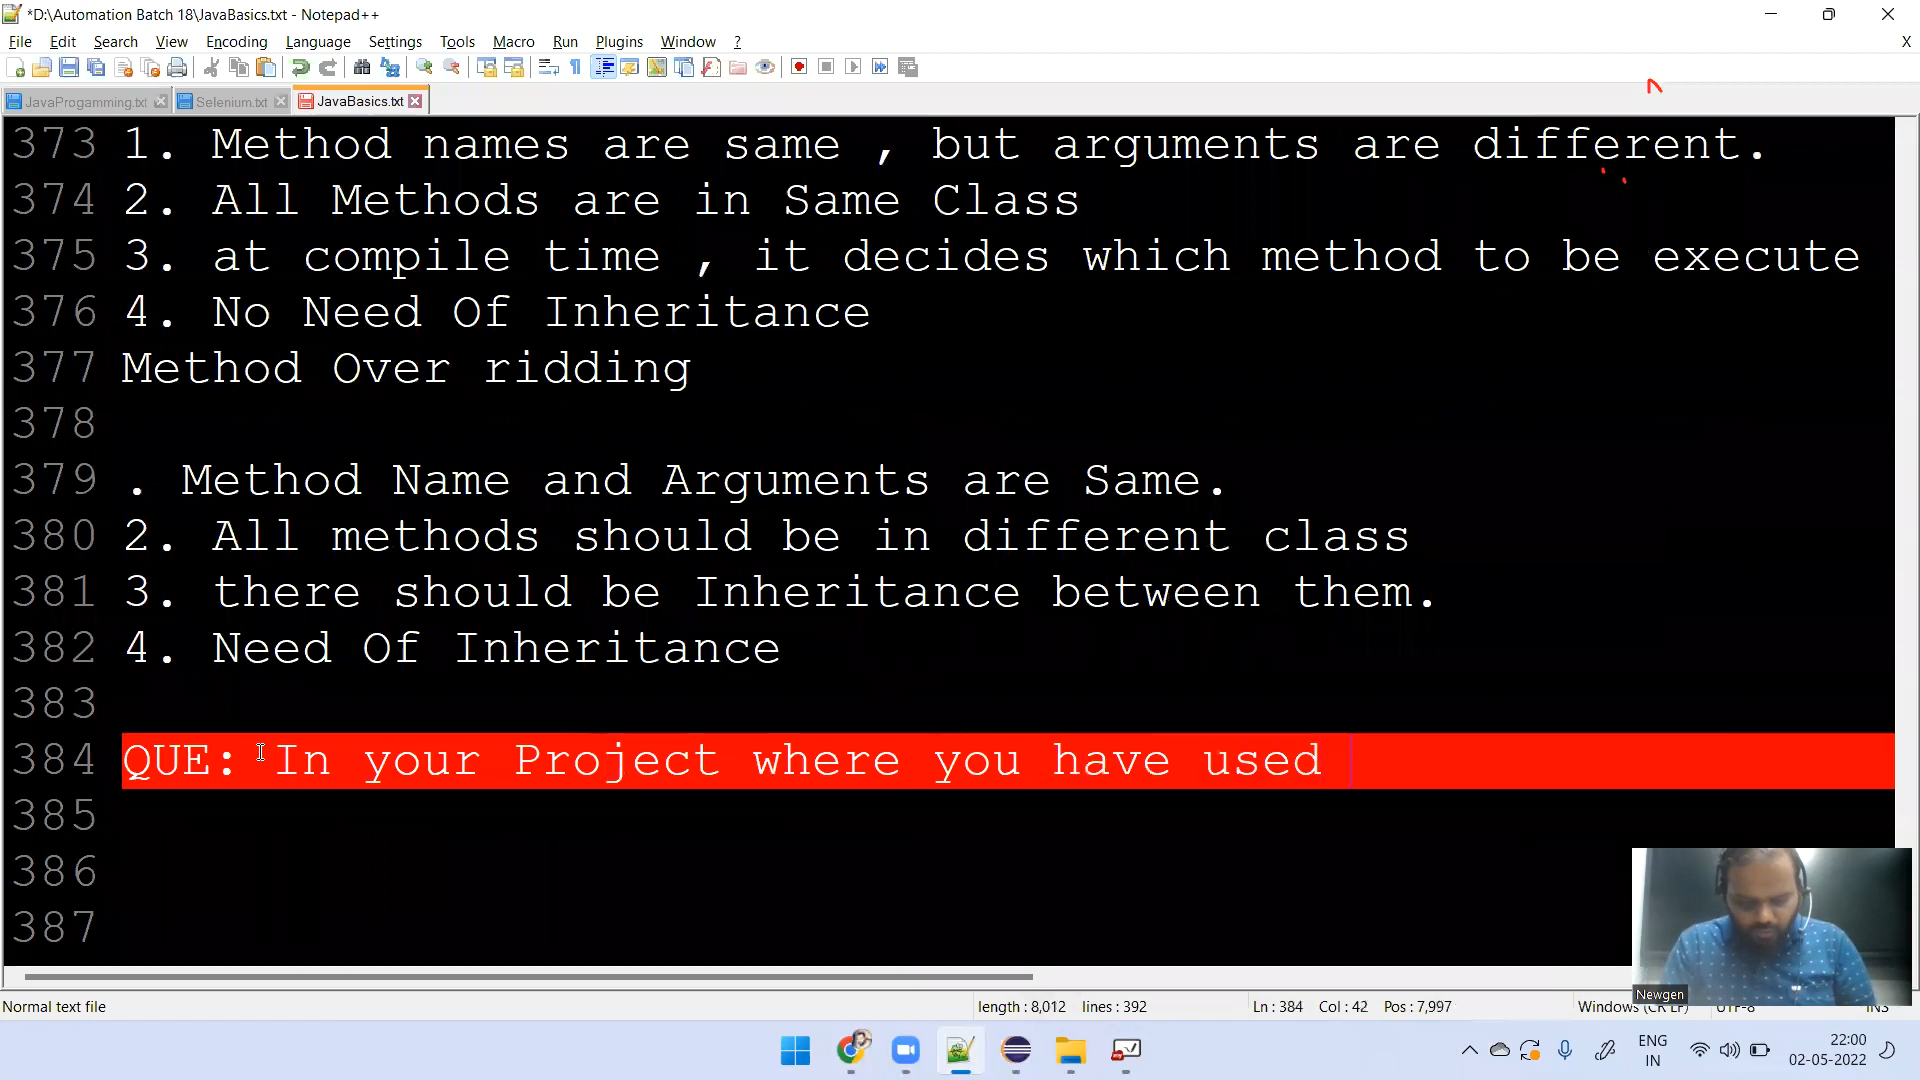 *D:\Automation Batch 18\JavaBasics.txt - Notepad++
File Edit Search View Encoding Language Settings Tools Macro Run Plugins Window ? X
JavaProgamming.txt Selenium.txt JavaBasics.txt
373 1. Method names are same , but arguments are different.
374 2. All Methods are in Same Class
375 3. at compile time , it decides which method to be execute
376 4. No Need Of Inheritance
377 Method Over ridding
378
379 . Method Name and Arguments are Same.
380 2. All methods should be in different class
381 3. there should be Inheritance between them.
382 4. Need Of Inheritance
383
384 QUE: In your Project where you have used
385
386
387
Newgen
Normal text file length : 8,012 lines : 392 Ln : 384 Col : 42 Pos : 7,997 Windows (CR LF) UTF-8 INS
ENG 22:00
IN 02-05-2022